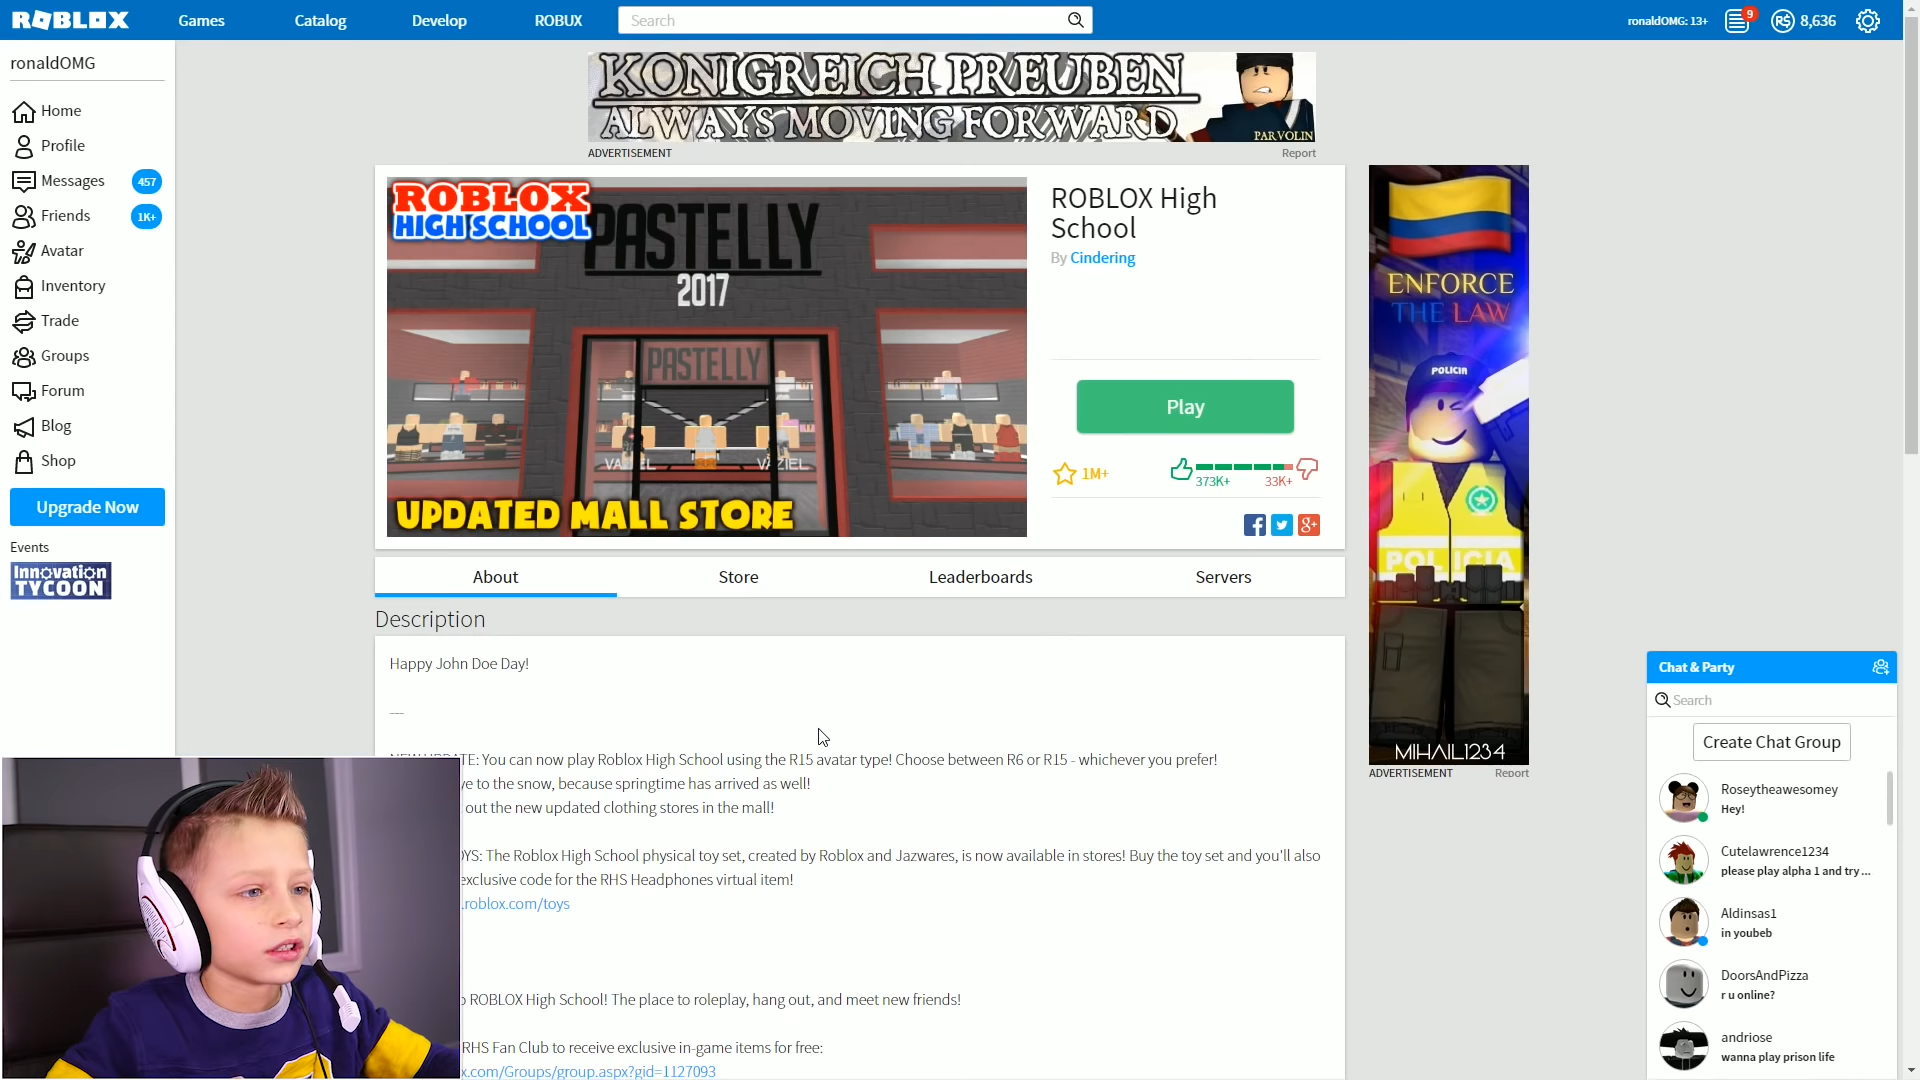 ROBLOX
Games
Catalog
Develop
ROBUX
Search
ronaldOMG: 13+
9
R$ 8,636
ronaldOMG
Home
Profile
Messages
457
Friends
1K+
Avatar
Inventory
Trade
Groups
Forum
Blog
Shop
Upgrade Now
Events
Innovation
TYCOON
KONIGREICH PREUBEN
ALWAYS MOVING FORWARD
PARVOLIN
ADVERTISEMENT
Report
ROBLOX
HIGH SCHOOL
PASTELLY
2017
PASTELLY
VAZIEL
VAZIEL
UPDATED MALL STORE
ROBLOX High
School
By Cindering
Play
1M+
373K+
33K+
About
Store
Leaderboards
Servers
Description
Happy John Doe Day!
---
NEW UPDATE: You can now play Roblox High School using the R15 avatar type! Choose between R6 or R15 - whichever you prefer!
ye to the snow, because springtime has arrived as well!
out the new updated clothing stores in the mall!
OYS: The Roblox High School physical toy set, created by Roblox and Jazwares, is now available in stores! Buy the toy set and you'll also
exclusive code for the RHS Headphones virtual item!
.roblox.com/toys
o ROBLOX High School! The place to roleplay, hang out, and meet new friends!
RHS Fan Club to receive exclusive in-game items for free:
x.com/Groups/group.aspx?gid=1127093
ENFORCE
THE LAW
POLICIA
POLICIA
MIHAIL1234
ADVERTISEMENT
Report
Chat & Party
Search
Create Chat Group
Roseytheawesomey
Hey!
Cutelawrence1234
please play alpha 1 and try ...
Aldinsas1
in youbeb
DoorsAndPizza
r u online?
andriose
wanna play prison life